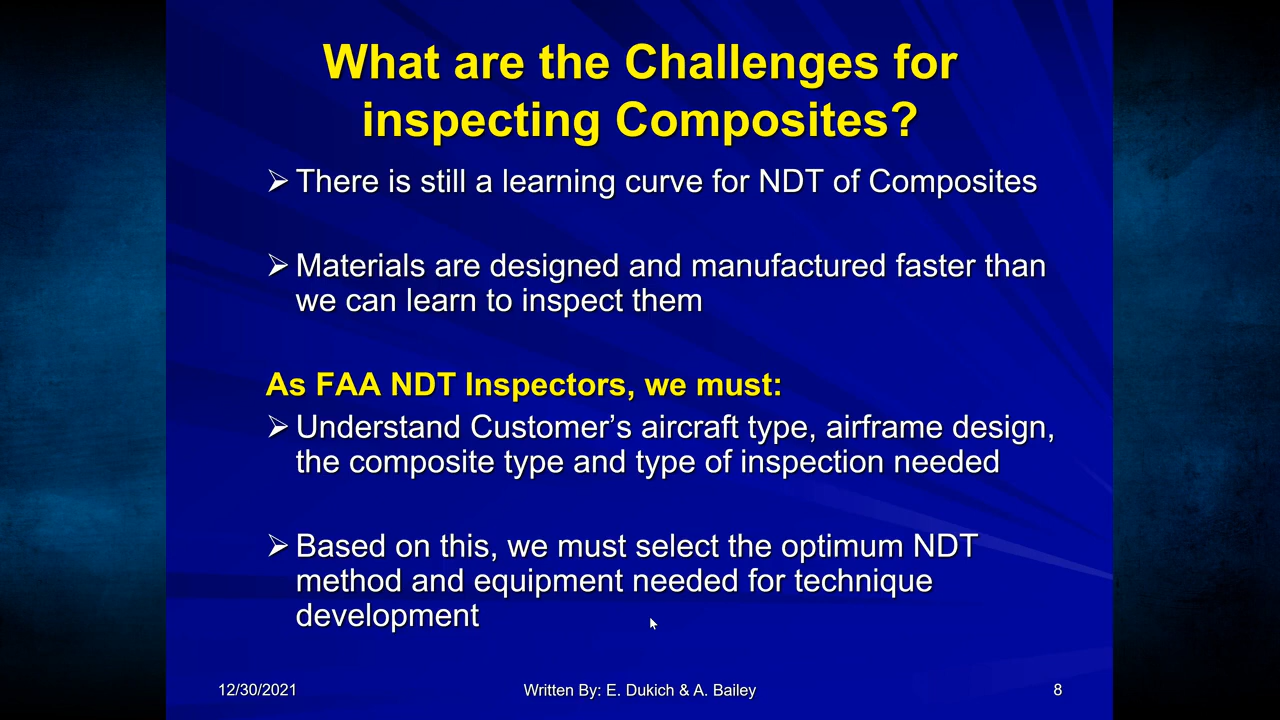 What are the Challenges for
inspecting Composites?
➢ There is still a learning curve for NDT of Composites
➢ Materials are designed and manufactured faster than
we can learn to inspect them
As FAA NDT Inspectors, we must:
➢ Understand Customer’s aircraft type, airframe design,
the composite type and type of inspection needed
➢ Based on this, we must select the optimum NDT
method and equipment needed for technique
development
12/30/2021
Written By: E. Dukich & A. Bailey
8